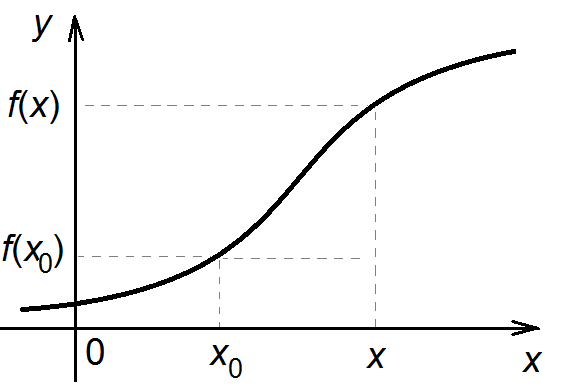 y
f(x)
f(x₀)
0
x₀
x
x